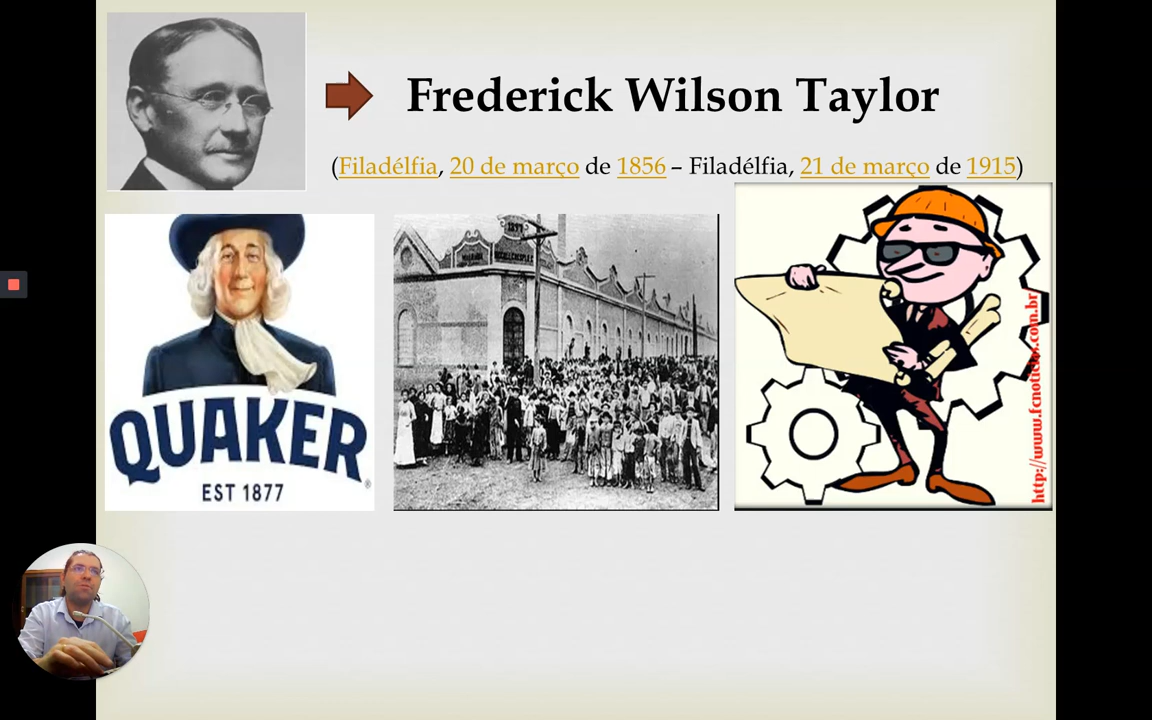 Frederick Wilson Taylor
(Filadélfia, 20 de março de 1856 – Filadélfia, 21 de março de 1915)
QUAKER
EST 1877
1897
http://www.fcnoticias.com.br/